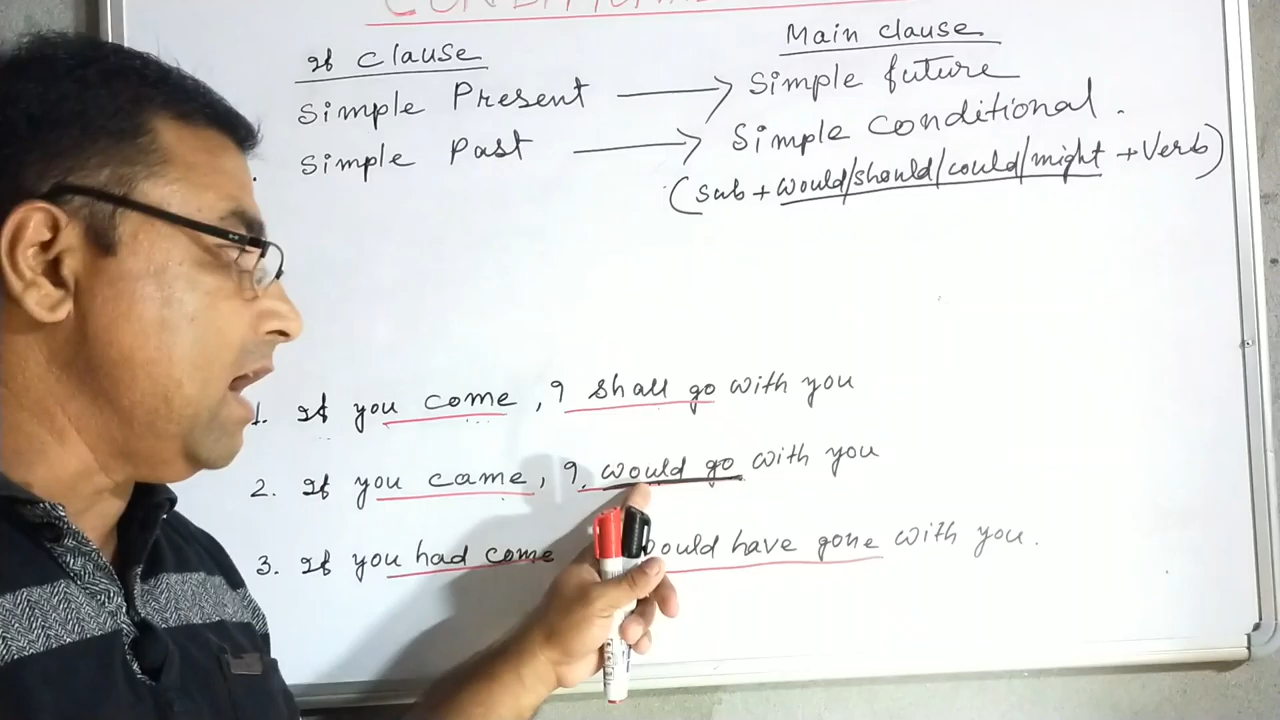 If clause
Main clause
Simple Present → Simple future
Simple Past → Simple Conditional.
(Sub + would/should/could/might + Verb)
1. If you come, I shall go with you
2. If you came, I would go with you
3. If you had come ould have gone with you.